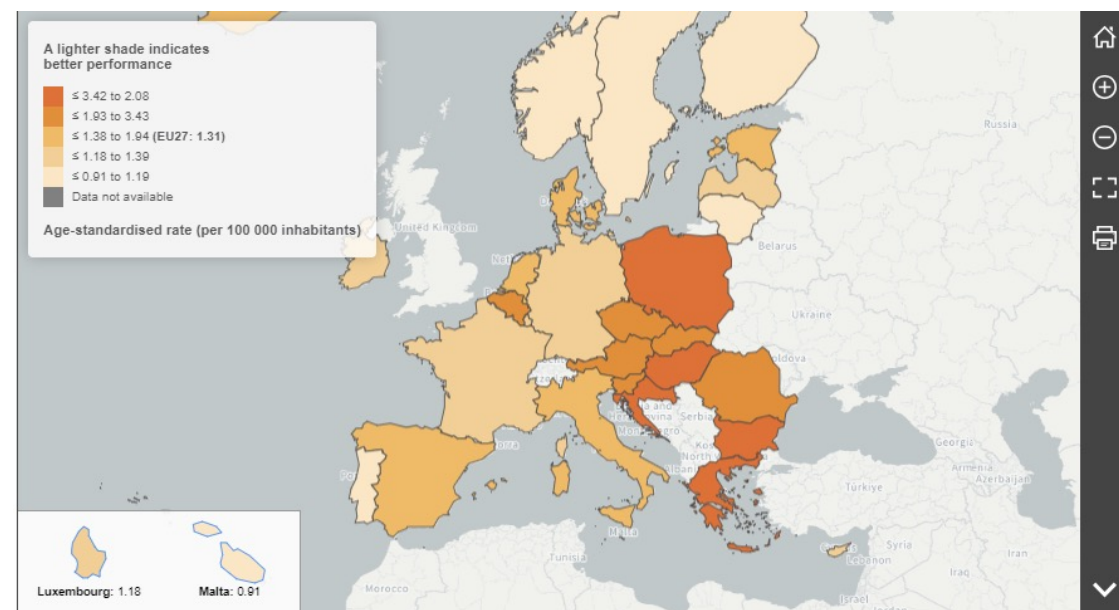 A lighter shade indicates
better performance
≤ 3.42 to 2.08
≤ 1.93 to 3.43
≤ 1.38 to 1.94 (EU27: 1.31)
≤ 1.18 to 1.39
≤ 0.91 to 1.19
Data not available
Age-standardised rate (per 100 000 inhabitants)
United Kingdom
Russia
Belarus
Ukraine
Georgia
Armenia
Azerbaijan
Türkiye
Syria
Lebanon
Iraq
Iran
Israel
Tunisia
Morocco
Malta
Serbia
Luxembourg: 1.18
Malta: 0.91